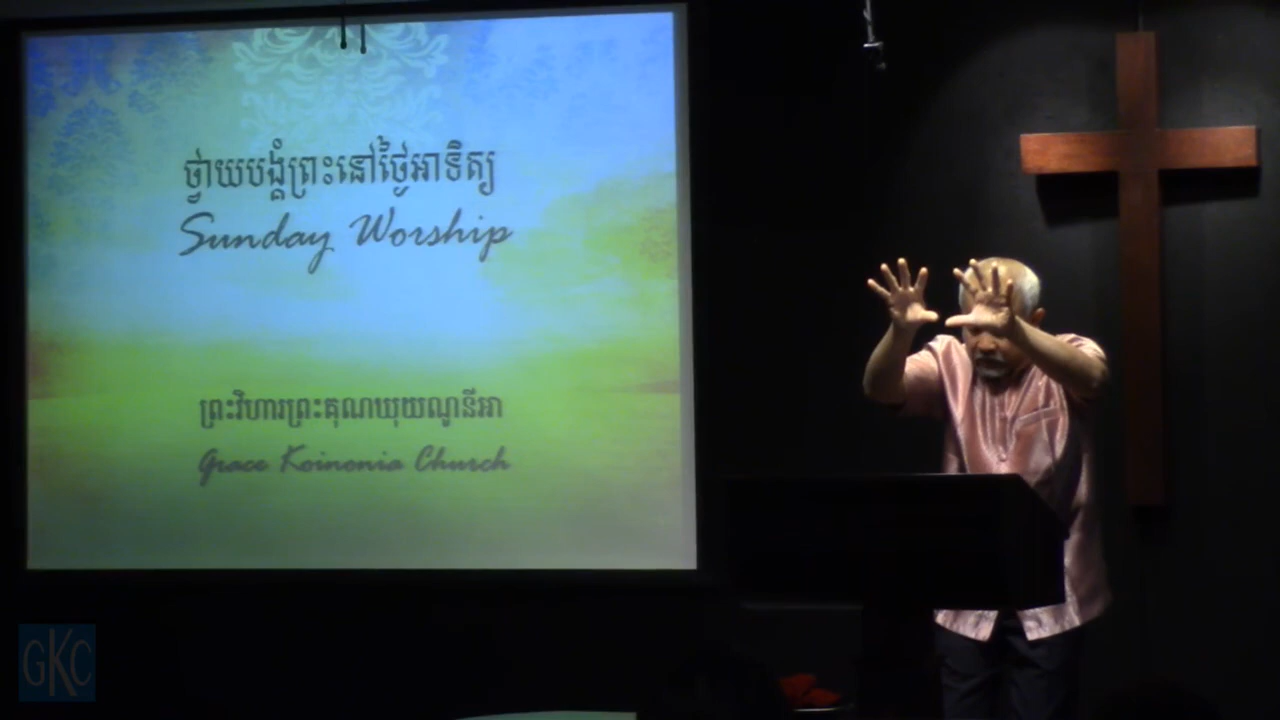 ថ្វាយបង្គំព្រះនៅថ្ងៃអាទិត្យ
Sunday Worship
ព្រះវិហារព្រះគុណឃុយណូនីអា
Grace Koinonia Church
GKC